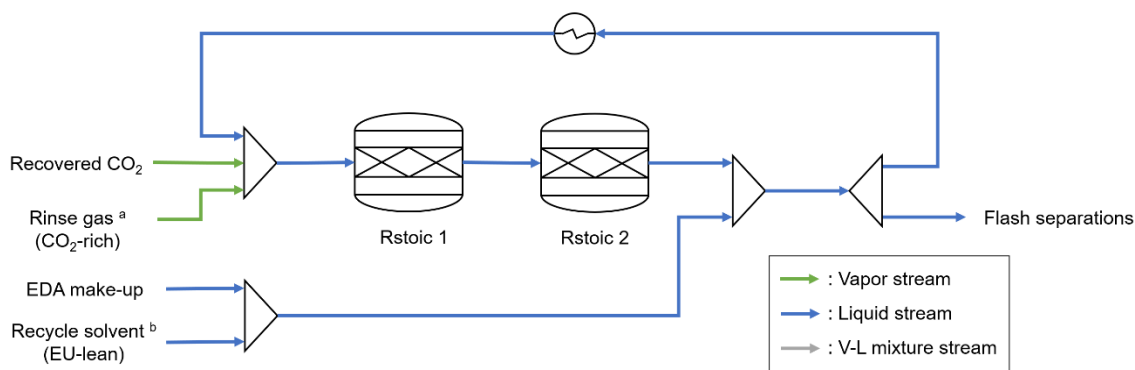 Recovered CO₂
Rinse gas ᵃ
(CO₂-rich)
Rstoic 1
Rstoic 2
Flash separations
EDA make-up
Recycle solvent ᵇ
(EU-lean)
: Vapor stream
: Liquid stream
: V-L mixture stream